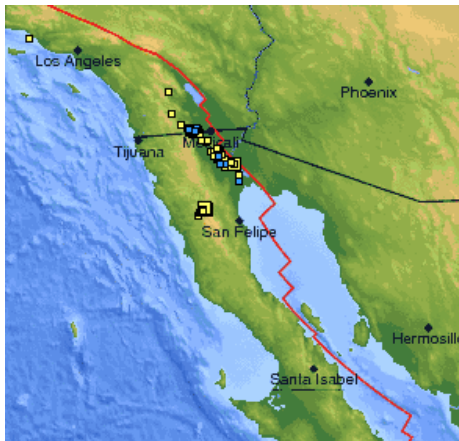 Los Angeles
Phoenix
Mexicali
Tijuana
San Felipe
Hermosillo
Santa Isabel